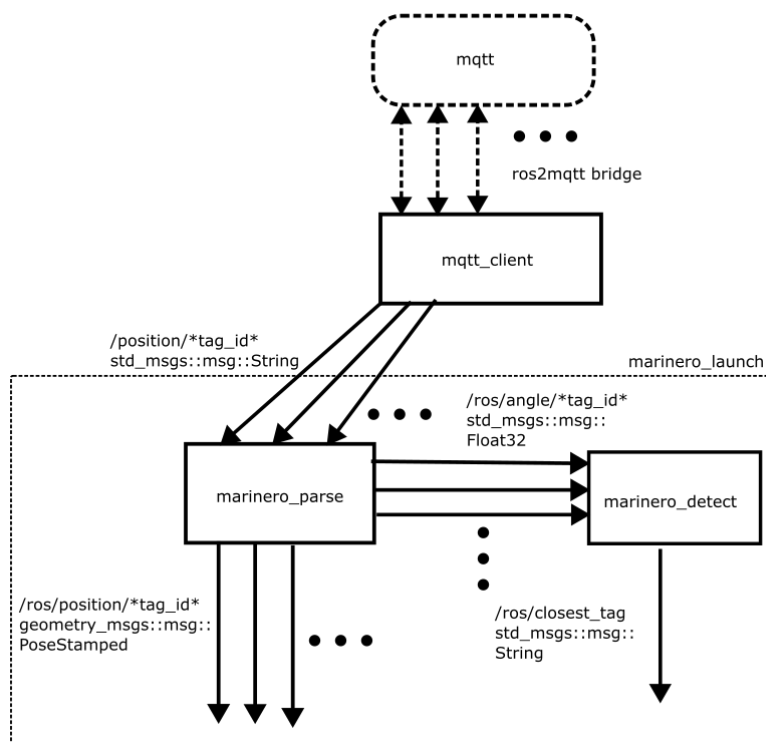 mqtt
ros2mqtt bridge
mqtt_client
/position/*tag_id*
std_msgs::msg::String
marinero_launch
/ros/angle/*tag_id*
std_msgs::msg::
Float32
marinero_parse
marinero_detect
/ros/position/*tag_id*
geometry_msgs::msg::
PoseStamped
/ros/closest_tag
std_msgs::msg::
String